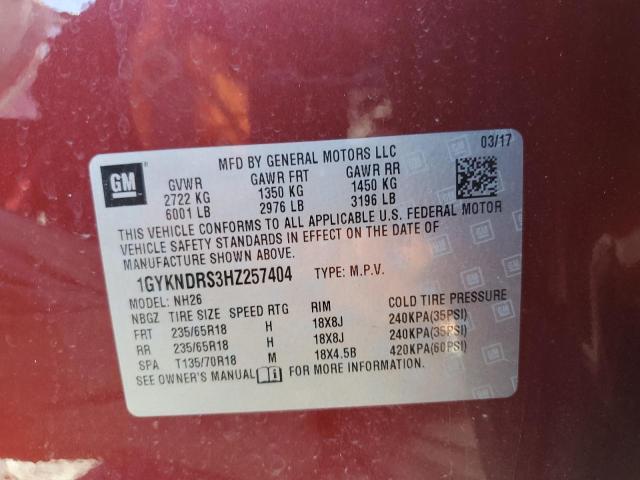 GM
MFD BY GENERAL MOTORS LLC
03/17
GVWR GAWR FRT GAWR RR
2722 KG 1350 KG 1450 KG
6001 LB 2976 LB 3196 LB
THIS VEHICLE CONFORMS TO ALL APPLICABLE U.S. FEDERAL MOTOR
VEHICLE SAFETY STANDARDS IN EFFECT ON THE DATE OF
MANUFACTURE SHOWN ABOVE.
1GYKNDRS3HZ257404 TYPE: M.P.V.
MODEL: NH26
NBGZ TIRE SIZE SPEED RTG RIM COLD TIRE PRESSURE
FRT 235/65R18 H 18X8J 240KPA(35PSI)
RR 235/65R18 H 18X8J 240KPA(35PSI)
SPA T135/70R18 M 18X4.5B 420KPA(60PSI)
SEE OWNER'S MANUAL FOR MORE INFORMATION.